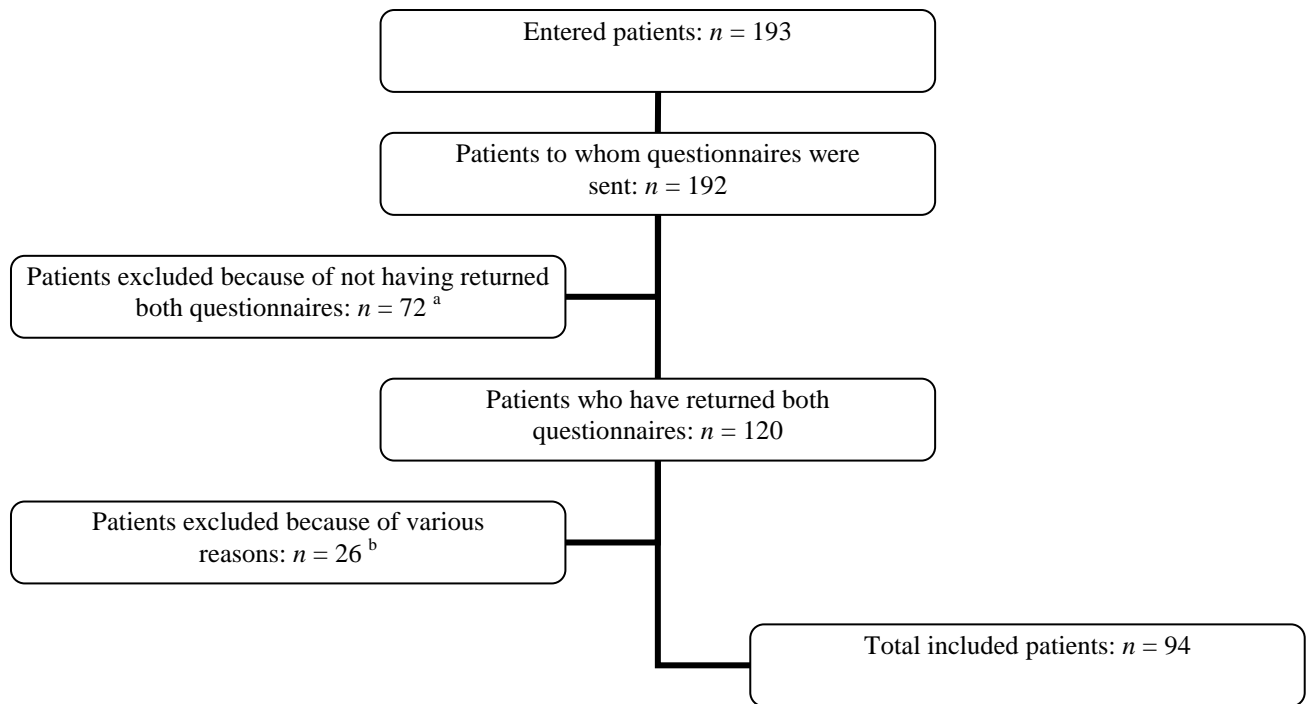 Entered patients: n = 193
Patients to whom questionnaires were
sent: n = 192
Patients excluded because of not having returned
both questionnaires: n = 72 a
Patients who have returned both
questionnaires: n = 120
Patients excluded because of various
reasons: n = 26 b
Total included patients: n = 94